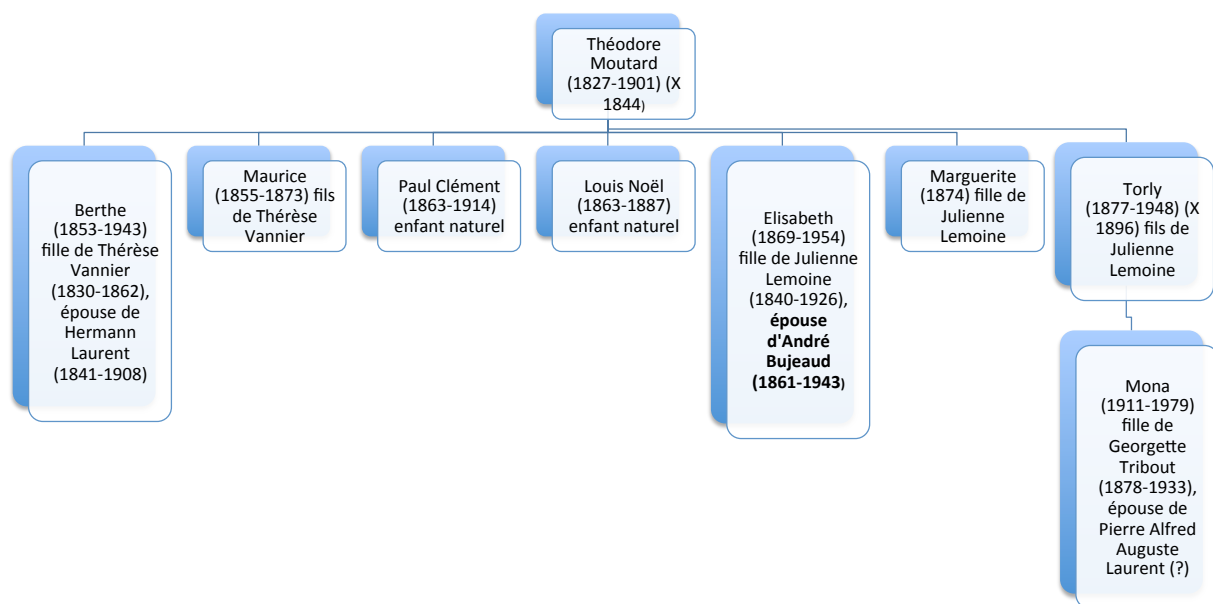 Théodore
Moutard
(1827-1901) (X
1844)
Berthe
(1853-1943)
fille de Thérèse
Vannier
(1830-1862),
épouse de
Hermann
Laurent
(1841-1908)
Maurice
(1855-1873) fils
de Thérèse
Vannier
Paul Clément
(1863-1914)
enfant naturel
Louis Noël
(1863-1887)
enfant naturel
Elisabeth
(1869-1954)
fille de Julienne
Lemoine
(1840-1926),
épouse
d'André
Bujeaud
(1861-1943)
Marguerite
(1874) fille de
Julienne
Lemoine
Torly
(1877-1948) (X
1896) fils de
Julienne
Lemoine
Mona
(1911-1979)
fille de
Georgette
Tribout
(1878-1933),
épouse de
Pierre Alfred
Auguste
Laurent (?)